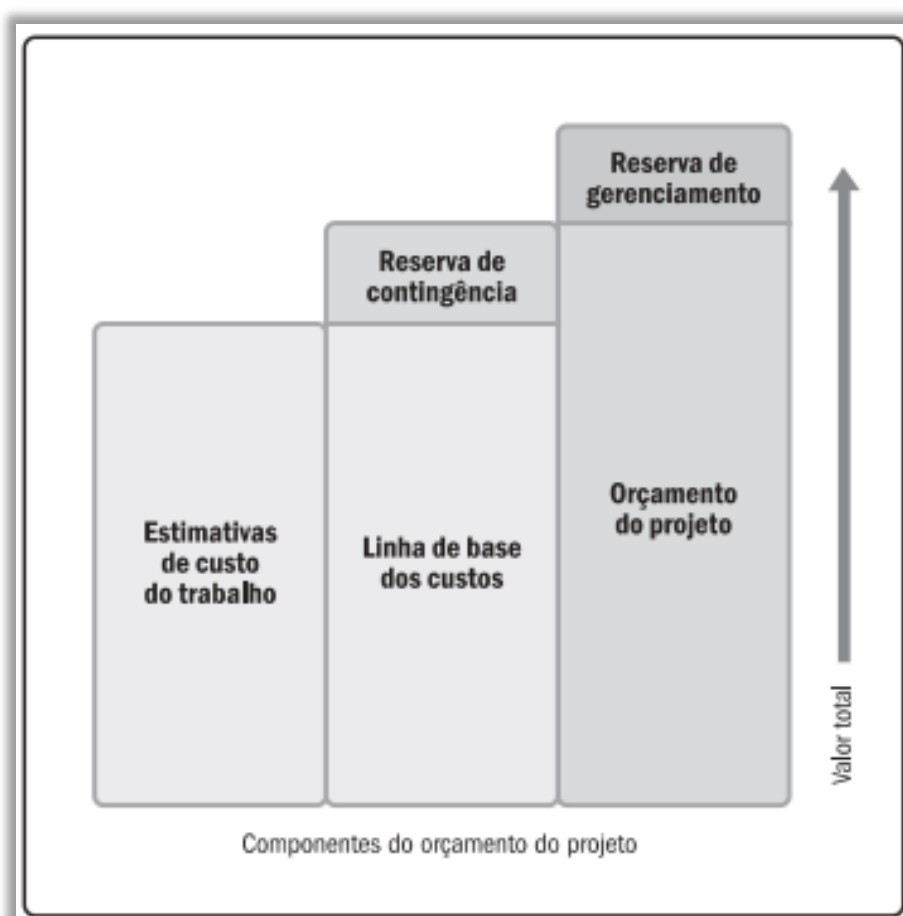 Reserva de
gerenciamento
Reserva de
contingência
Estimativas
de custo
do trabalho
Linha de base
dos custos
Orçamento
do projeto
Valor total
Componentes do orçamento do projeto